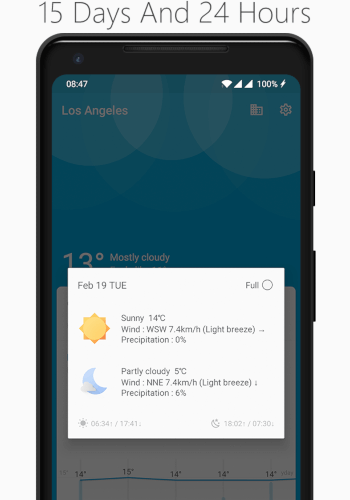 15 Days And 24 Hours
08:47
100%
Los Angeles
13° Mostly cloudy
Feb 19 TUE
Full
Sunny 14°C
Wind : WSW 7.4km/h (Light breeze) →
Precipitation : 0%
Partly cloudy 5°C
Wind : NNE 7.4km/h (Light breeze) ↓
Precipitation : 6%
06:34↑ / 17:41↓
18:02↑ / 07:30↓
14° 15° 14° 14° 14°